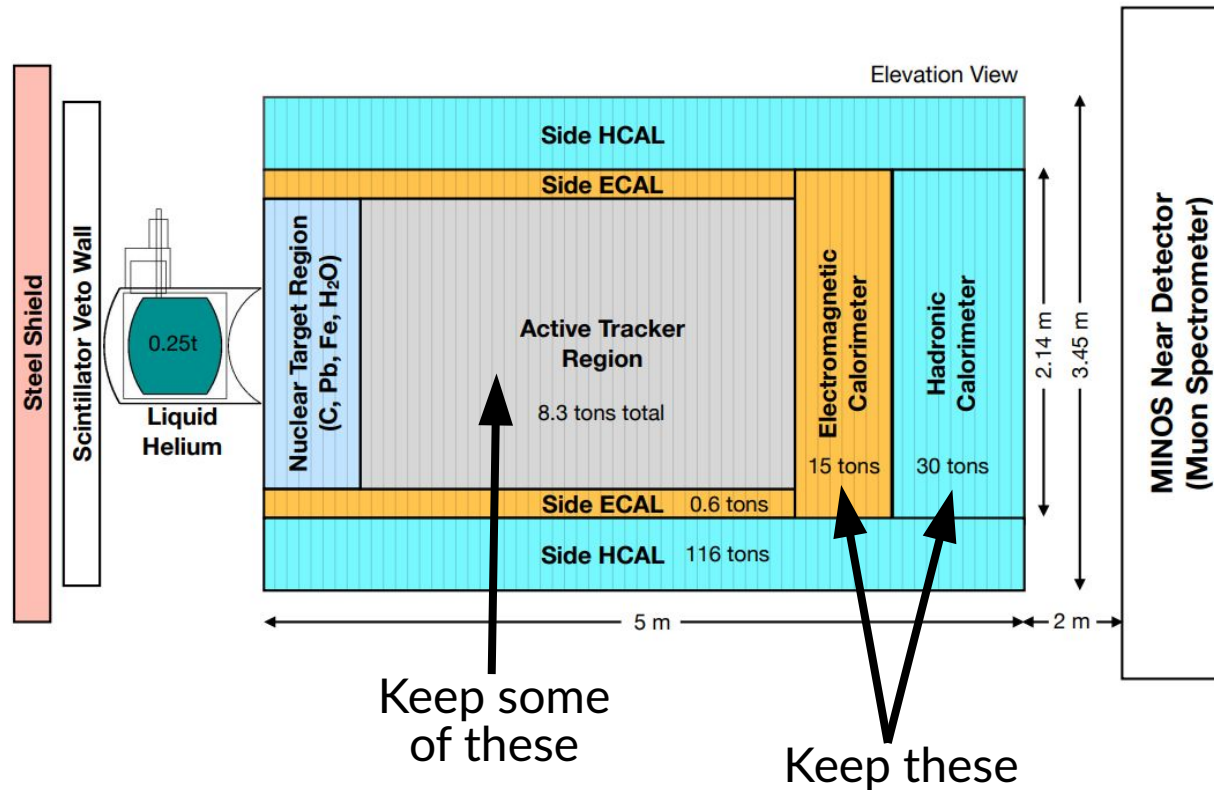 Elevation View
Steel Shield
Scintillator Veto Wall
0.25t
Liquid
Helium
Side HCAL
Side ECAL
Nuclear Target Region
(C, Pb, Fe, H₂O)
Active Tracker
Region
8.3 tons total
Electromagnetic
Calorimeter
15 tons
Hadronic
Calorimeter
30 tons
Side ECAL 0.6 tons
Side HCAL 116 tons
2.14 m
3.45 m
5 m
2 m
MINOS Near Detector
(Muon Spectrometer)
Keep some
of these
Keep these